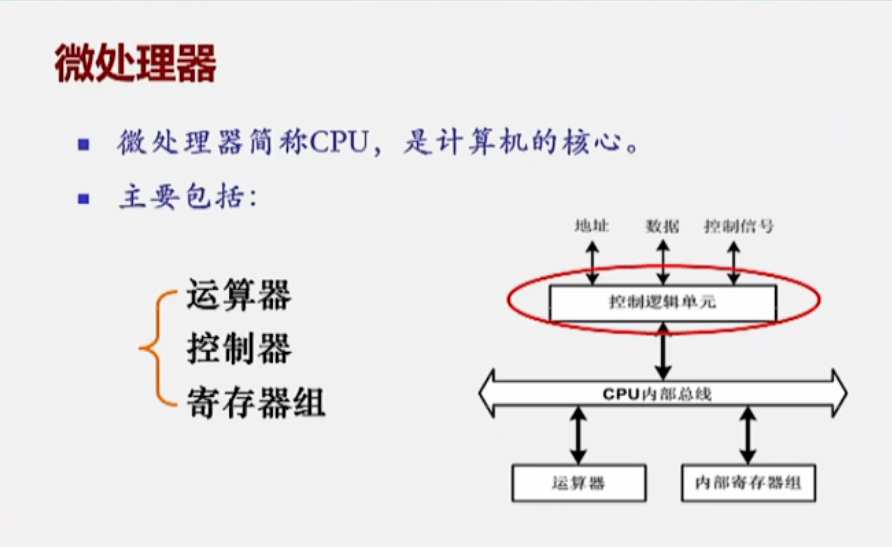 微处理器
微处理器简称CPU，是计算机的核心。
主要包括：
运算器
控制器
寄存器组
地址 数据 控制信号
控制逻辑单元
CPU内部总线
运算器 内部寄存器组